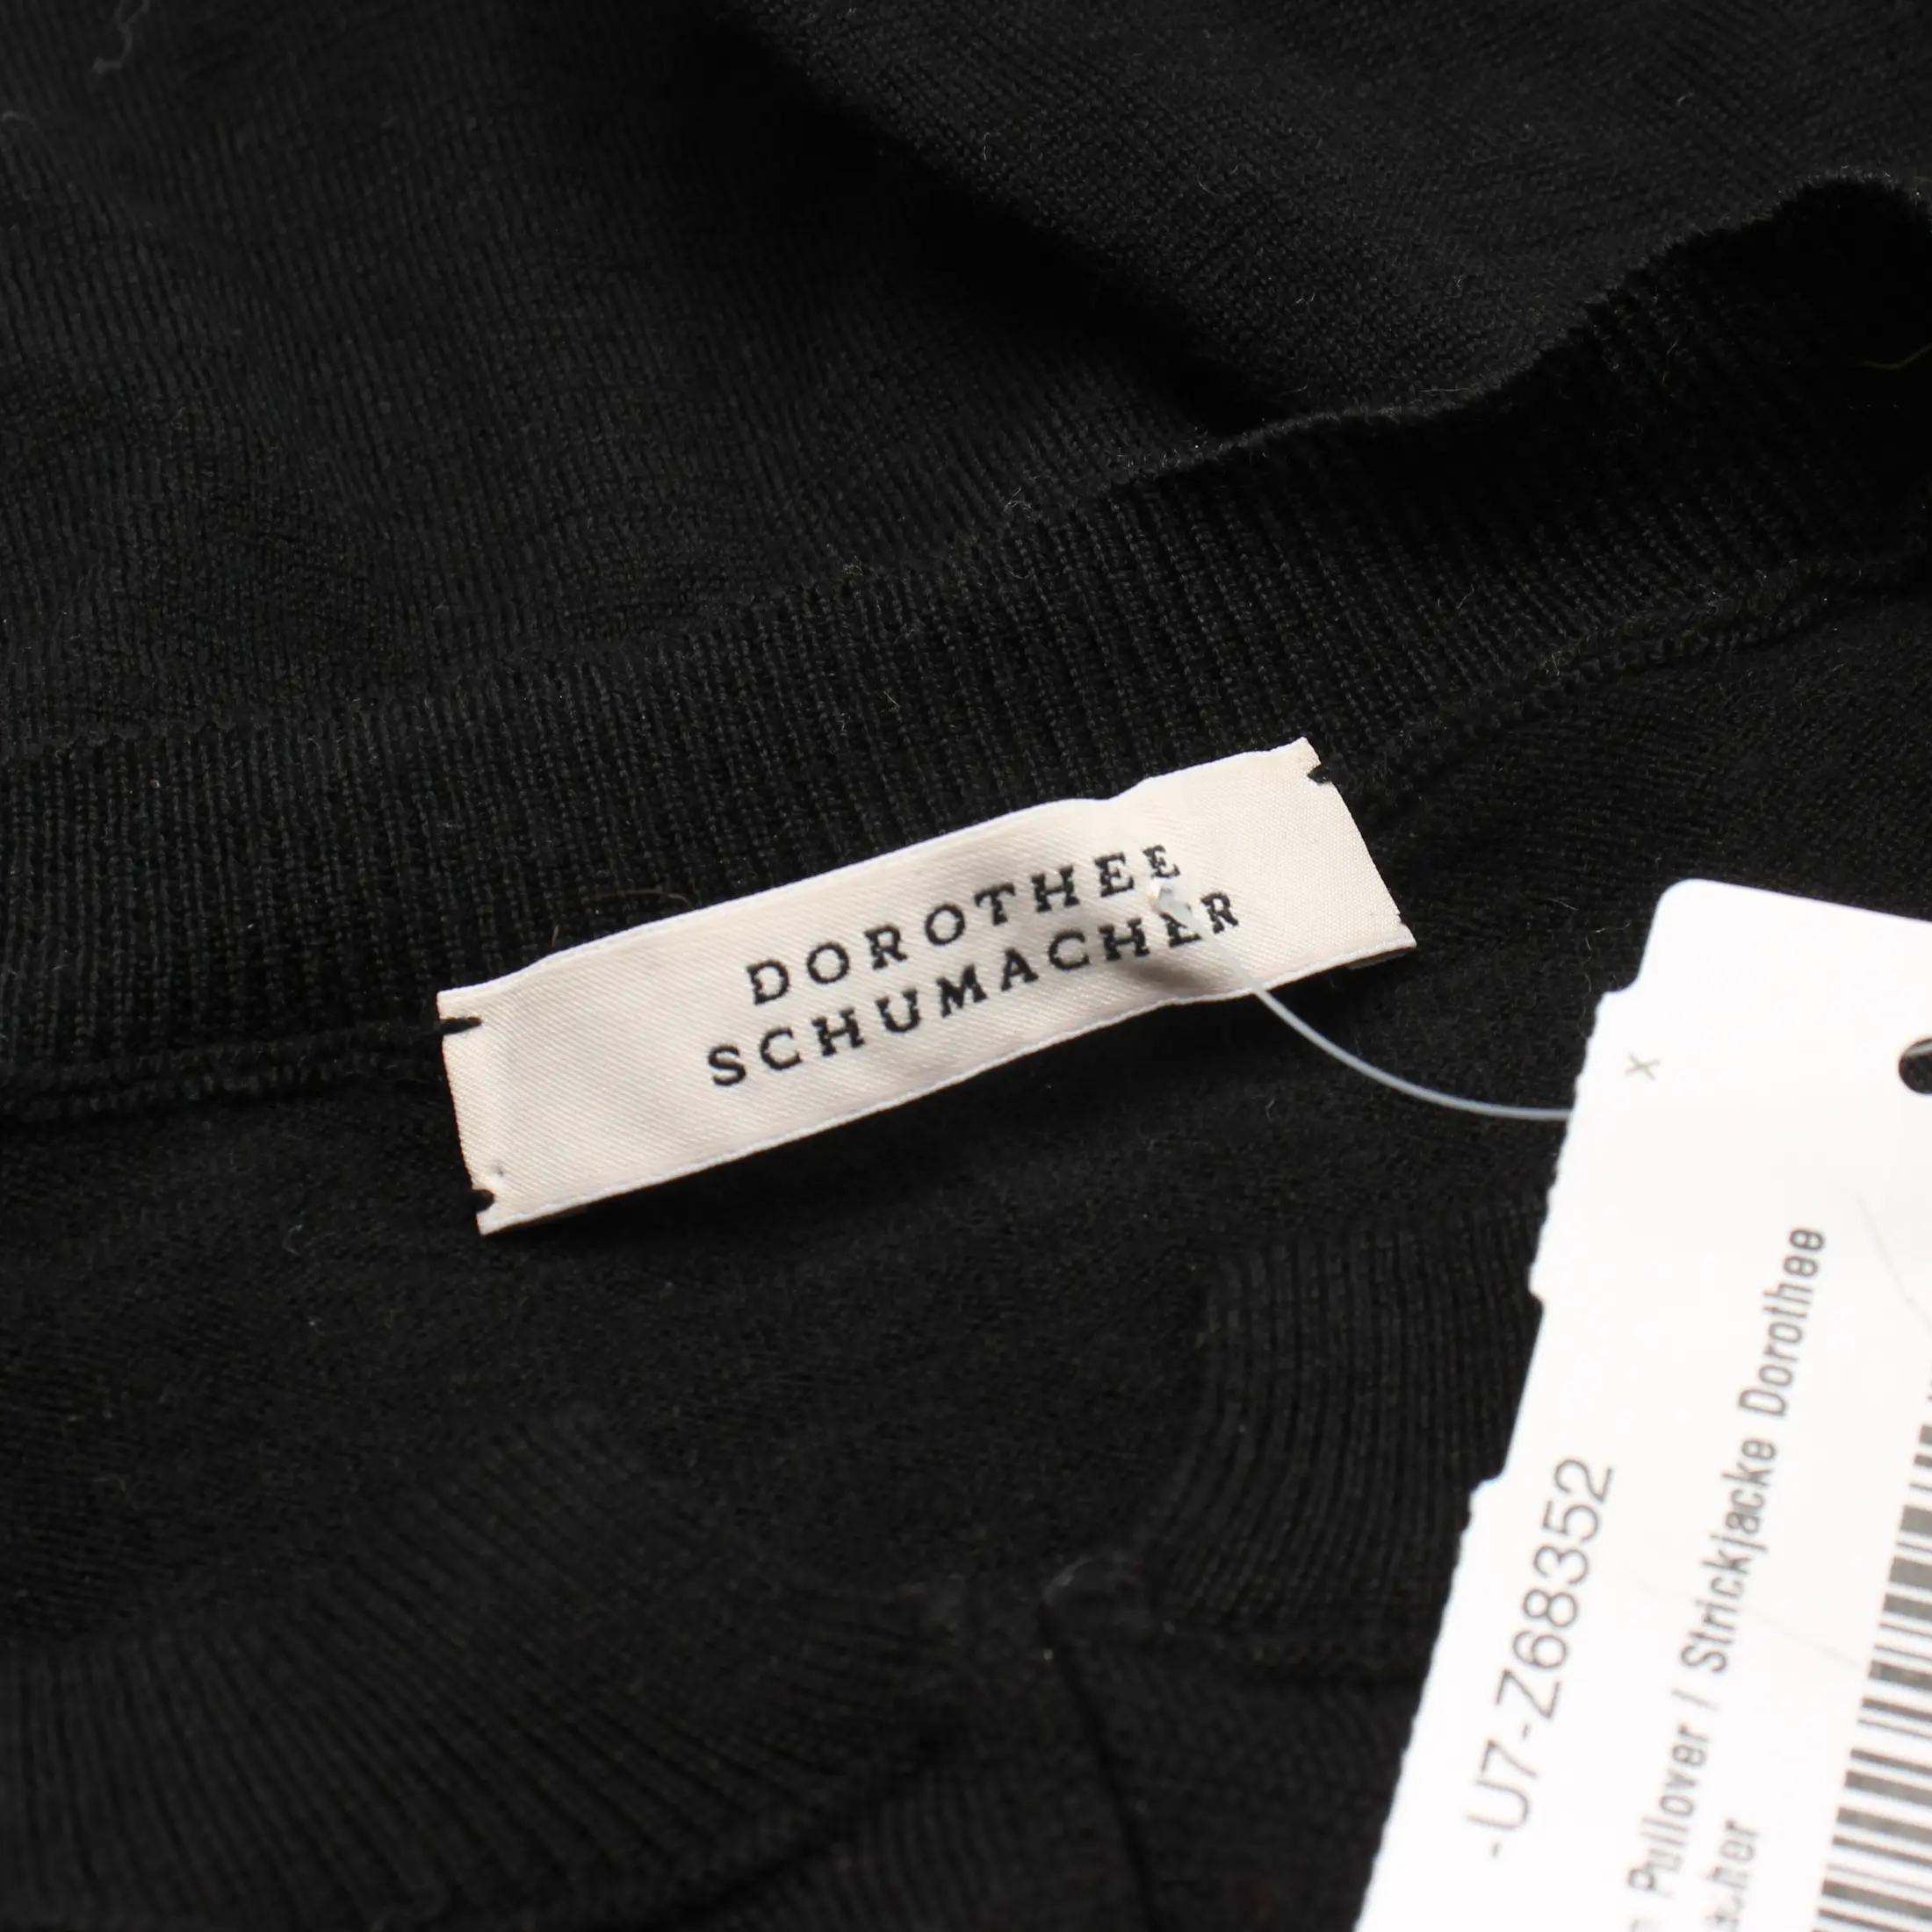 DOROTHEE
SCHUMACHER
x
-U7-Z68352
Pullover / Strickjacke Dorothee